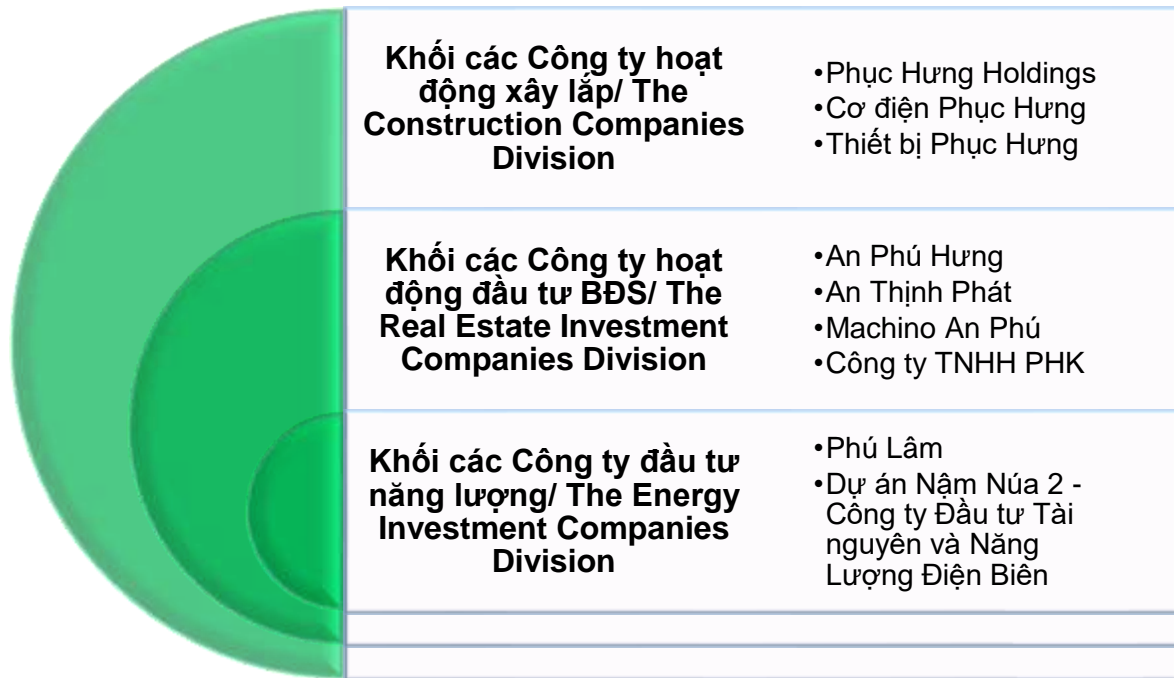 Khối các Công ty hoạt
động xây lắp/ The
Construction Companies
Division
•Phục Hưng Holdings
•Cơ điện Phục Hưng
•Thiết bị Phục Hưng
Khối các Công ty hoạt
động đầu tư BĐS/ The
Real Estate Investment
Companies Division
•An Phú Hưng
•An Thịnh Phát
•Machino An Phú
•Công ty TNHH PHK
Khối các Công ty đầu tư
năng lượng/ The Energy
Investment Companies
Division
•Phú Lâm
•Dự án Nậm Núa 2 -
Công ty Đầu tư Tài
nguyên và Năng
Lượng Điện Biên